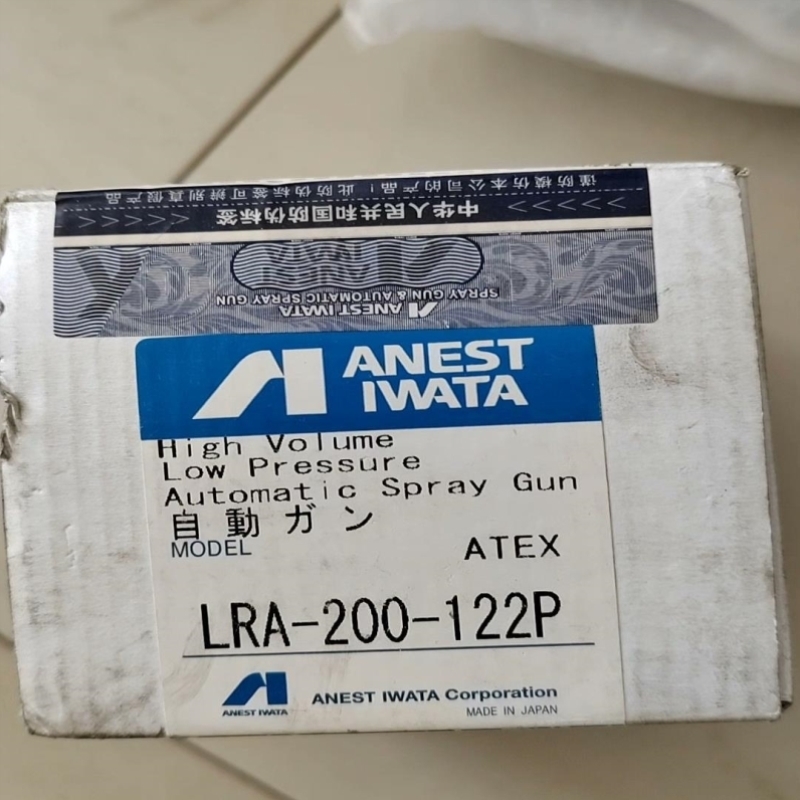 谨防模仿本公司的产品!此防伪标签可辨别真假产品
>>>>> 中华人民共和国防伪标签 <<<<<
ANEST IWATA
SPRAY GUN & AUTOMATIC SPRAY GUN
ANEST
IWATA
ANEST
IWATA
High Volume
Low Pressure
Automatic Spray Gun
自動ガン
MODEL
ATEX
LRA-200-122P
ANEST IWATA
ANEST IWATA Corporation
MADE IN JAPAN